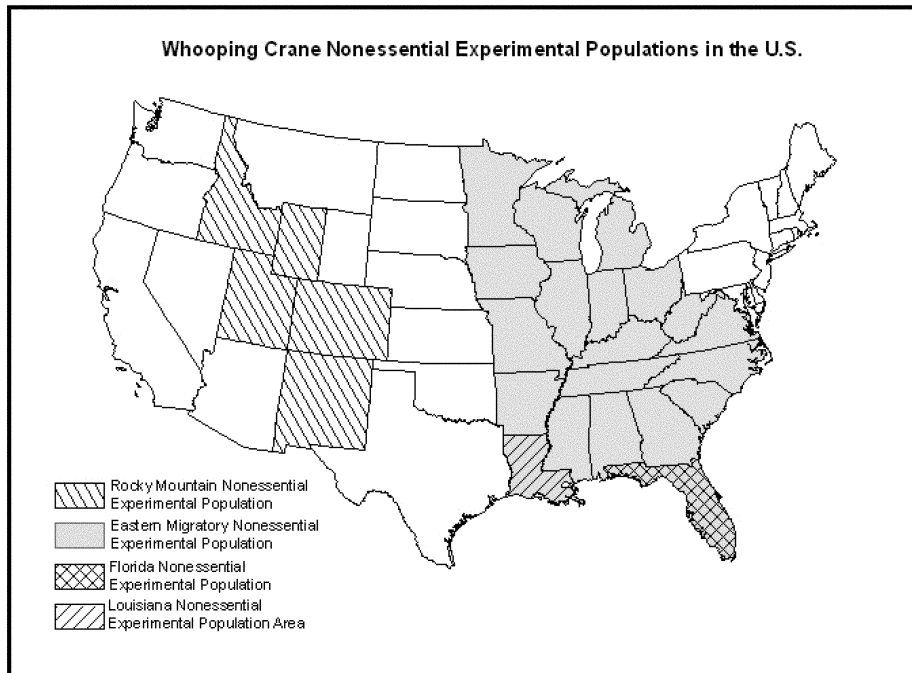 Whooping Crane Nonessential Experimental Populations in the U.S.
Rocky Mountain Nonessential
Experimental Population
Eastern Migratory Nonessential
Experimental Population
Florida Nonessential
Experimental Population
Louisiana Nonessential
Experimental Population Area